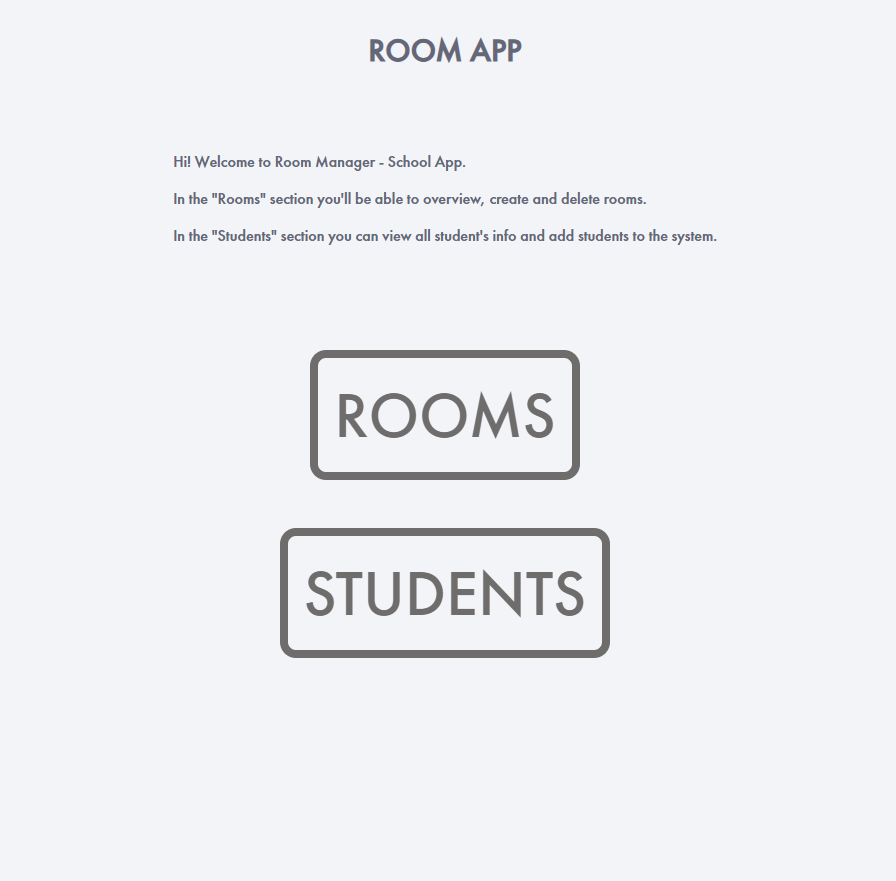 ROOM APP
Hi! Welcome to Room Manager - School App.
In the "Rooms" section you'll be able to overview, create and delete rooms.
In the "Students" section you can view all student's info and add students to the system.
ROOMS
STUDENTS